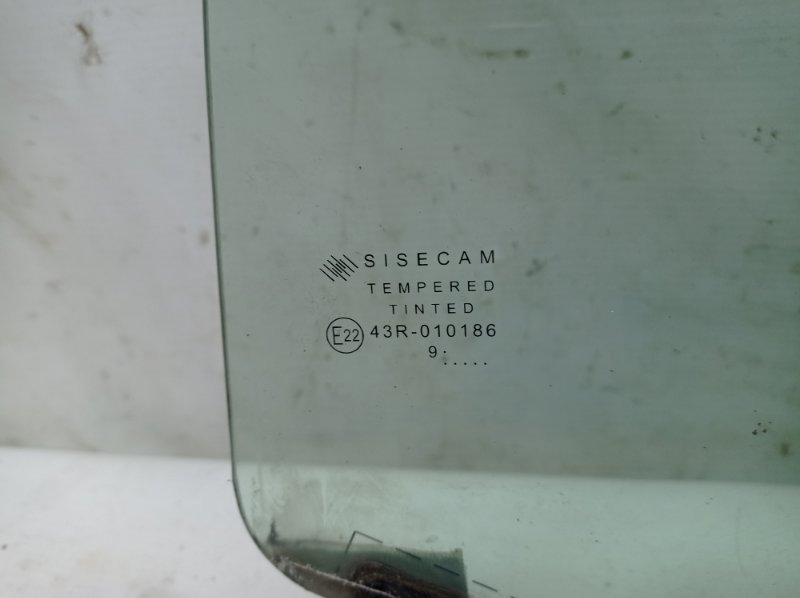 SISECAM
TEMPERED
TINTED
E22 43R-010186
9:.....